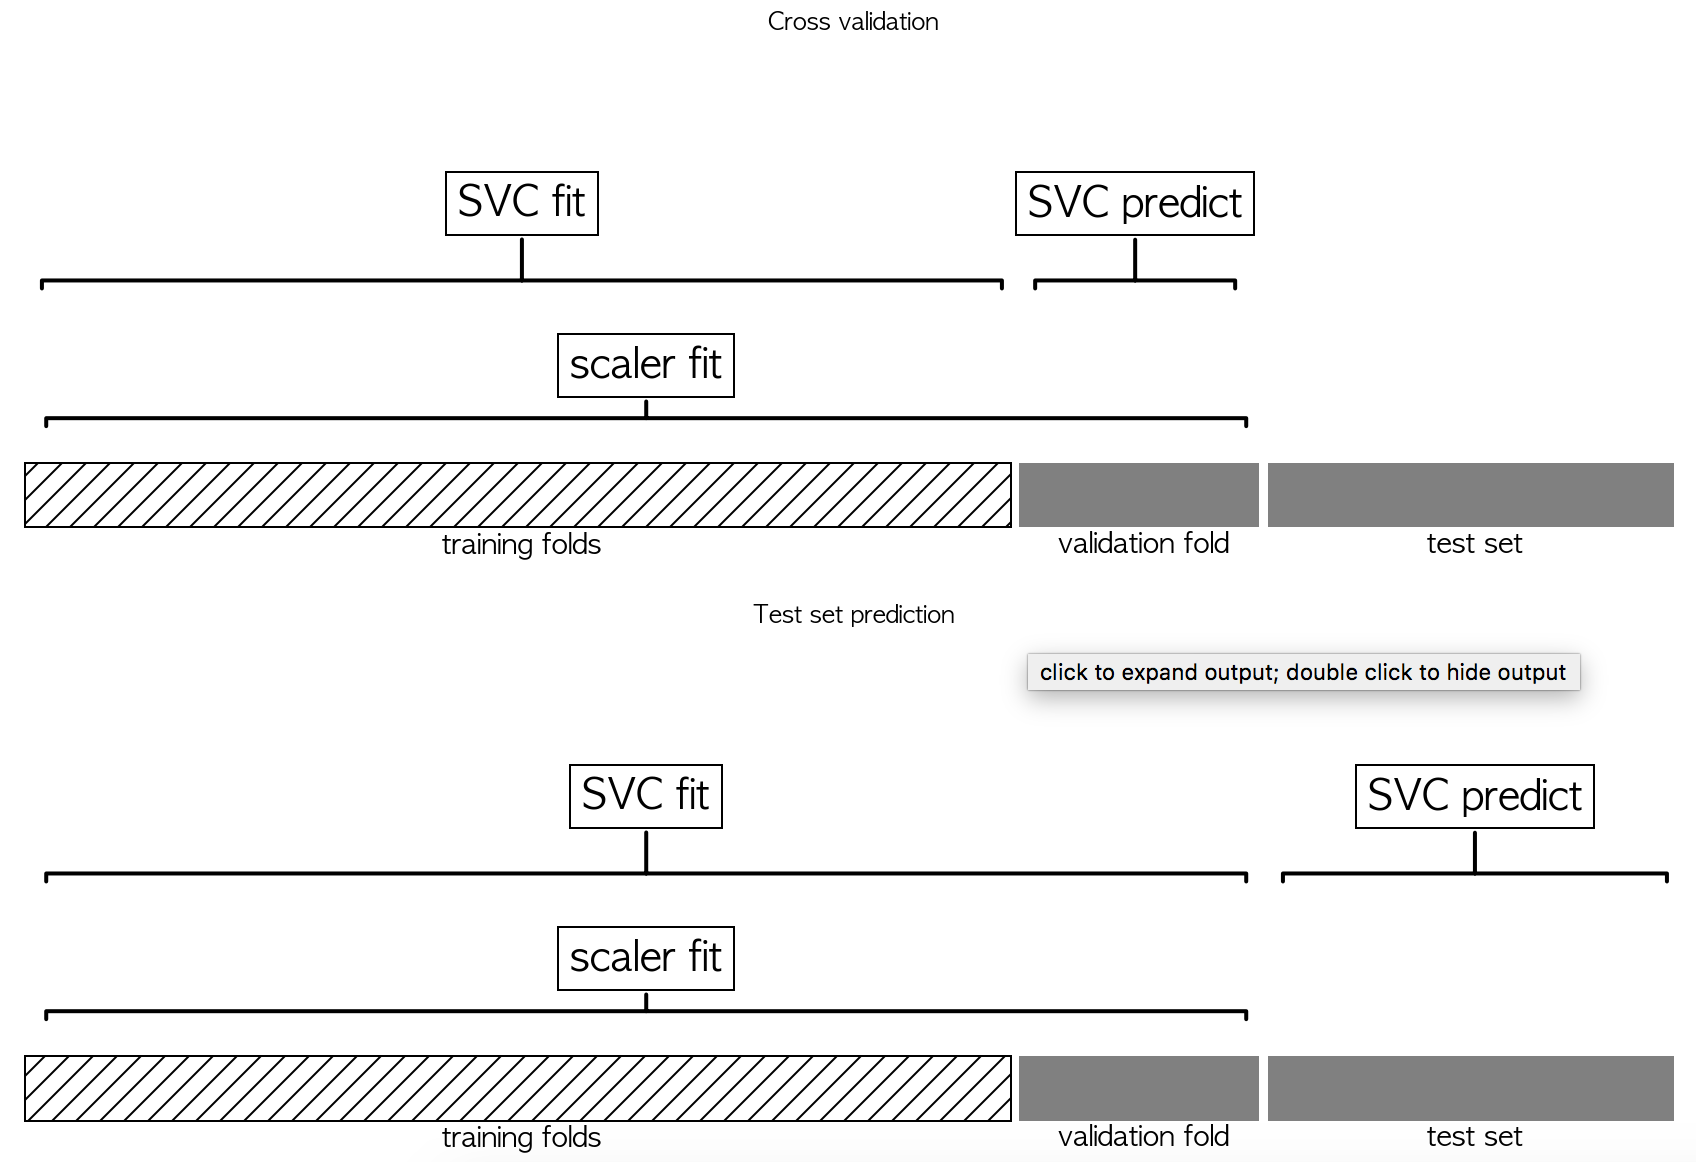 Cross validation
SVC fit
SVC predict
scaler fit
training folds
validation fold
test set
Test set prediction
click to expand output; double click to hide output
SVC fit
SVC predict
scaler fit
training folds
validation fold
test set